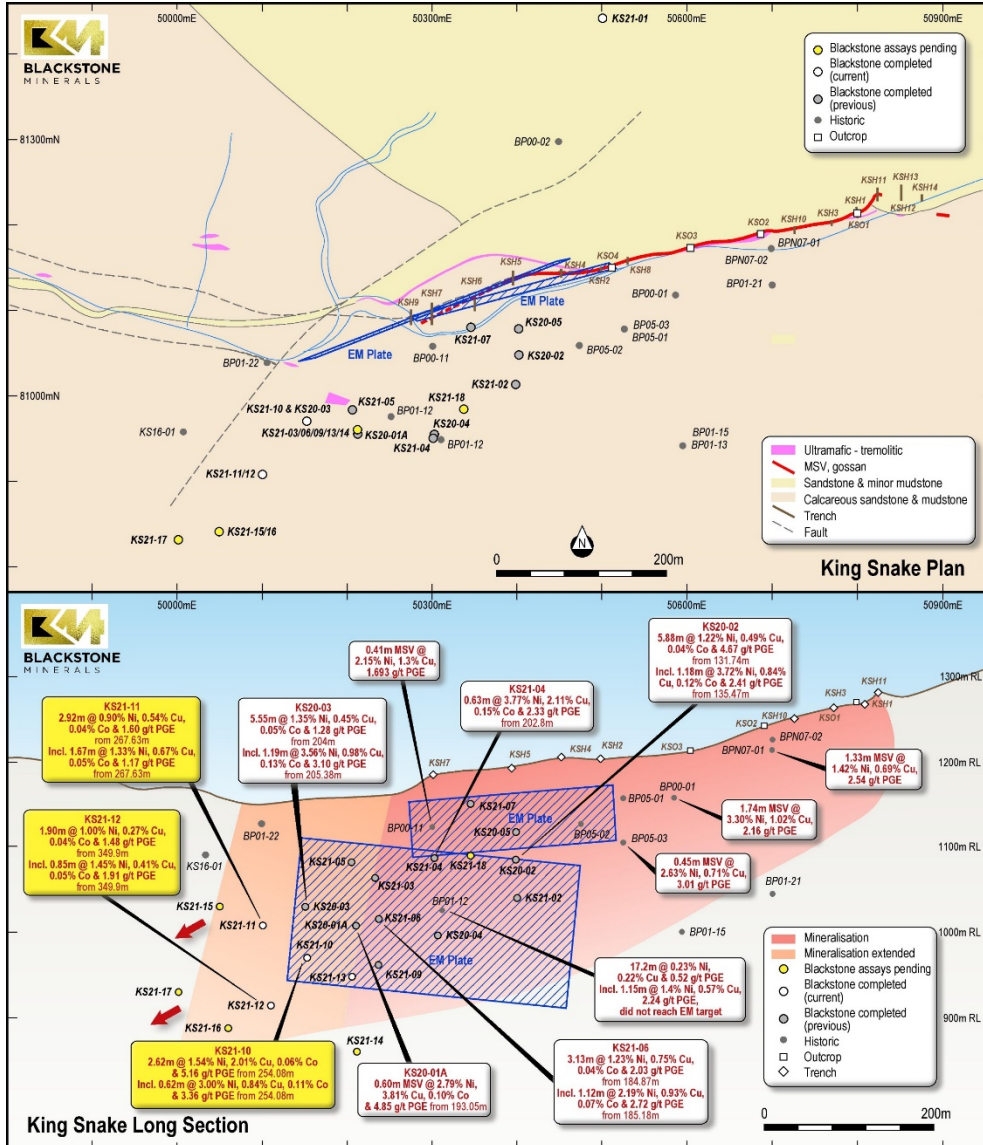 50000mE
50300mE
50600mE
50900mE
BLACKSTONE
MINERALS
KS21-01
Blackstone assays pending
Blackstone completed
(current)
Blackstone completed
(previous)
Historic
Outcrop
81300mN
BP00-02
KSH11
KSH13
KSH14
KSH1
KSH12
KSH3
KSO1
KSH10
KSO2
BPN07-01
KSO3
BPN07-02
KSO4
KSH8
KSH5
KSH4
KSH2
KSH6
KSH7
KSH9
EM Plate
BP01-21
BP00-01
KS20-05
BP05-03
BP05-01
KS21-07
EM Plate
BP00-11
BP05-02
KS20-02
BP01-22
KS21-02
81000mN
KS21-05
KS21-18
KS21-10 & KS20-03
BP01-12
KS20-04
KS21-03/06/09/13/14
KS20-01A
KS21-04
BP01-12
KS16-01
BP01-15
BP01-13
KS21-11/12
KS21-15/16
KS21-17
Ultramafic - tremolitic
MSV, gossan
Sandstone & minor mudstone
Calcareous sandstone & mudstone
Trench
Fault
N
0
200m
King Snake Plan
50000mE
50300mE
50600mE
50900mE
BLACKSTONE
MINERALS
KS20-02
5.88m @ 1.22% Ni, 0.49% Cu,
0.04% Co & 4.67 g/t PGE
from 131.74m
Incl. 1.18m @ 3.72% Ni, 0.84%
Cu, 0.12% Co & 2.41 g/t PGE
from 135.47m
0.41m MSV @
2.15% Ni, 1.3% Cu,
1.693 g/t PGE
KS21-04
0.63m @ 3.77% Ni, 2.11% Cu,
0.15% Co & 2.33 g/t PGE
from 202.8m
KS20-03
5.55m @ 1.35% Ni, 0.45% Cu,
0.05% Co & 1.28 g/t PGE
from 204m
Incl. 1.19m @ 3.56% Ni, 0.98% Cu,
0.13% Co & 3.10 g/t PGE
from 205.38m
KS21-11
2.92m @ 0.90% Ni, 0.54% Cu,
0.04% Co & 1.60 g/t PGE
from 267.63m
Incl. 1.67m @ 1.33% Ni, 0.67% Cu,
0.05% Co & 1.17 g/t PGE
from 267.63m
KS21-12
1.90m @ 1.00% Ni, 0.27% Cu,
0.04% Co & 1.48 g/t PGE
from 349.9m
Incl. 0.85m @ 1.45% Ni, 0.41% Cu,
0.05% Co & 1.91 g/t PGE
from 349.9m
1300m RL
1200m RL
1100m RL
1000m RL
900m RL
KSH11
KSH3
KSH1
KSO1
KSH10
KSO2
KSO3
KSH2
KSH4
KSH5
KSH7
BPN07-02
BPN07-01
1.33m MSV @
1.42% Ni, 0.69% Cu,
2.54 g/t PGE
BP00-01
BP05-01
1.74m MSV @
3.30% Ni, 1.02% Cu,
2.16 g/t PGE
KS21-07
EM Plate
BP00-11
KS20-05
BP05-02
BP05-03
BP01-22
0.45m MSV @
2.63% Ni, 0.71% Cu,
3.01 g/t PGE
KS16-01
KS21-05
KS21-04
KS21-18
KS20-02
KS21-03
KS21-02
BP01-21
KS21-15
KS20-03
BP01-12
KS21-06
KS21-11
KS20-01A
KS20-04
BP01-15
EM Plate
KS21-10
KS21-09
KS21-13
KS21-17
KS21-12
KS21-16
KS21-14
17.2m @ 0.23% Ni,
0.22% Cu & 0.52 g/t PGE
Incl. 1.15m @ 1.4% Ni, 0.57% Cu,
2.24 g/t PGE,
did not reach EM target
KS21-10
2.62m @ 1.54% Ni, 2.01% Cu, 0.06% Co
& 5.16 g/t PGE from 254.08m
Incl. 0.62m @ 3.00% Ni, 0.84% Cu, 0.11% Co
& 3.36 g/t PGE from 254.08m
KS20-01A
0.60m MSV @ 2.79% Ni,
3.81% Cu, 0.10% Co
& 4.85 g/t PGE from 193.05m
KS21-06
3.13m @ 1.23% Ni, 0.75% Cu,
0.04% Co & 2.03 g/t PGE
from 184.87m
Incl. 1.12m @ 2.19% Ni, 0.93% Cu,
0.07% Co & 2.72 g/t PGE
from 185.18m
Mineralisation
Mineralisation extended
Blackstone assays pending
Blackstone completed
(current)
Blackstone completed
(previous)
Historic
Outcrop
Trench
0
200m
King Snake Long Section